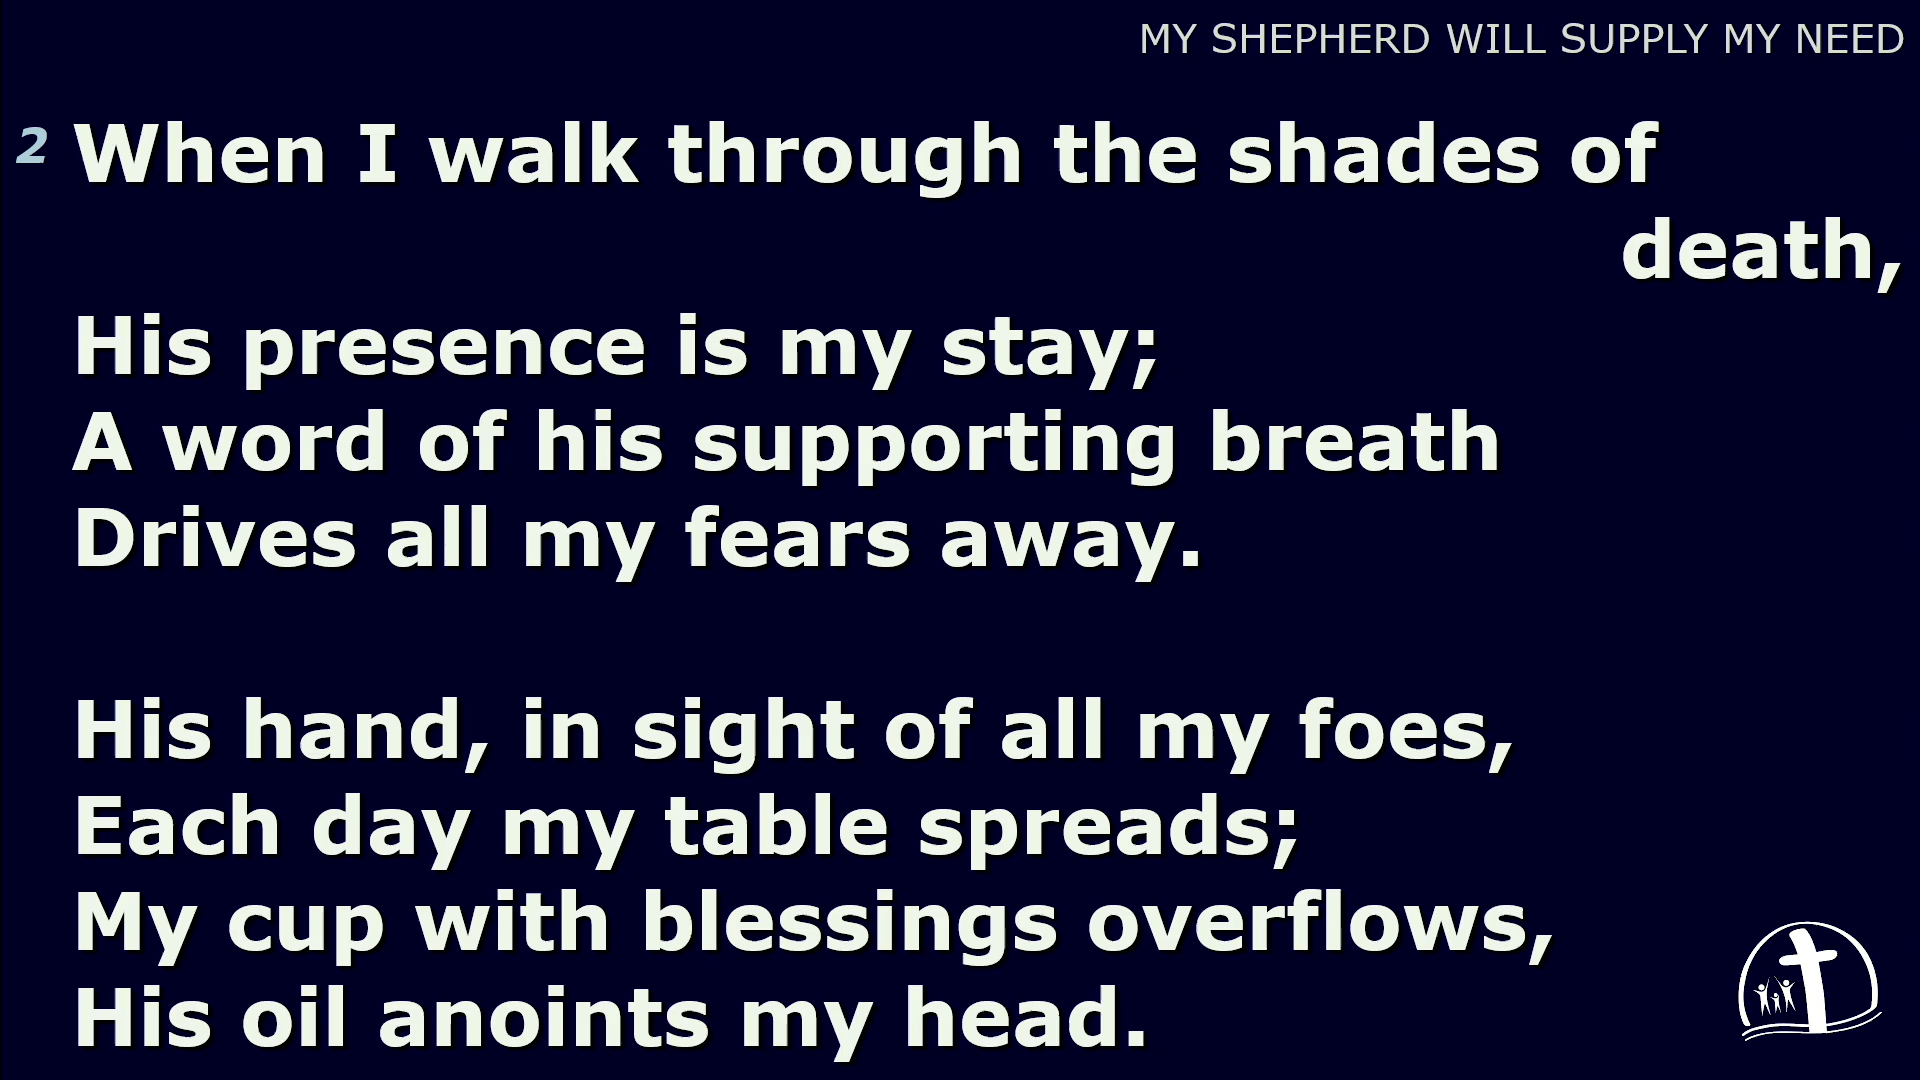 MY SHEPHERD WILL SUPPLY MY NEED
2 When I walk through the shades of
death,
His presence is my stay;
A word of his supporting breath
Drives all my fears away.
His hand, in sight of all my foes,
Each day my table spreads;
My cup with blessings overflows,
His oil anoints my head.